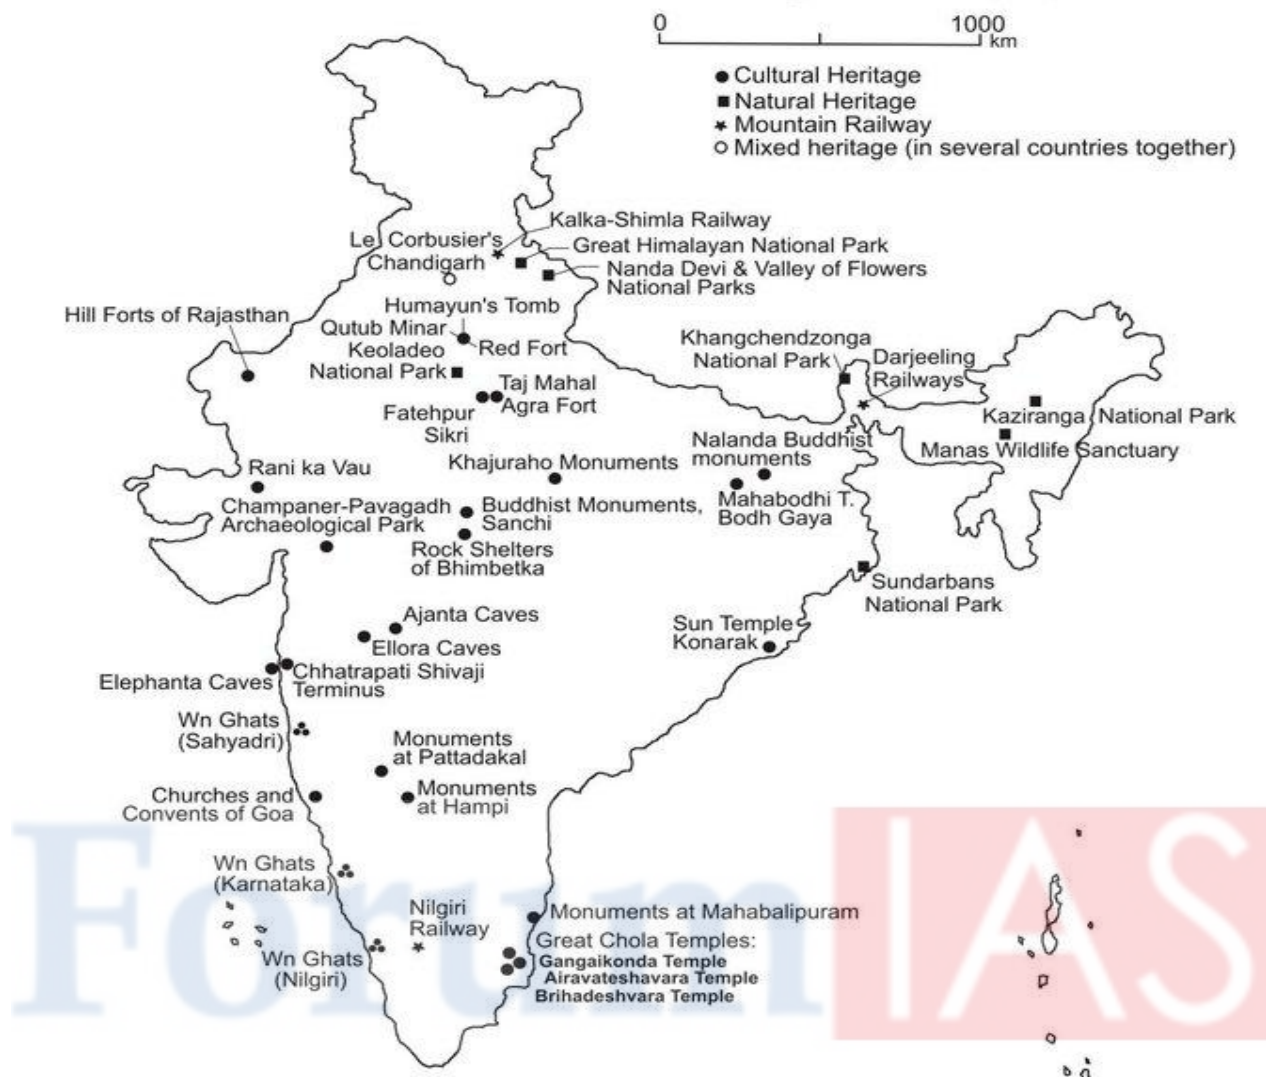 0 1000
km
Cultural Heritage
Natural Heritage
Mountain Railway
Mixed heritage (in several countries together)
Kalka-Shimla Railway
Le Corbusier's
Chandigarh
Great Himalayan National Park
Nanda Devi & Valley of Flowers
National Parks
Hill Forts of Rajasthan
Humayun's Tomb
Qutub Minar
Red Fort
Keoladeo
National Park
Khangchendzonga
National Park
Darjeeling
Railways
Taj Mahal
Agra Fort
Fatehpur
Sikri
Kaziranga National Park
Manas Wildlife Sanctuary
Nalanda Buddhist
monuments
Mahabodhi T.
Bodh Gaya
Khajuraho Monuments
Rani ka Vau
Champaner-Pavagadh
Archaeological Park
Buddhist Monuments,
Sanchi
Rock Shelters
of Bhimbetka
Sundarbans
National Park
Ajanta Caves
Ellora Caves
Sun Temple
Konarak
Elephanta Caves
Chhatrapati Shivaji
Terminus
Wn Ghats
(Sahyadri)
Monuments
at Pattadakal
Monuments
at Hampi
Churches and
Convents of Goa
Wn Ghats
(Karnataka)
Nilgiri
Railway
Monuments at Mahabalipuram
Great Chola Temples:
Gangaikonda Temple
Airavateshavara Temple
Brihadeshvara Temple
Wn Ghats
(Nilgiri)
Forum IAS